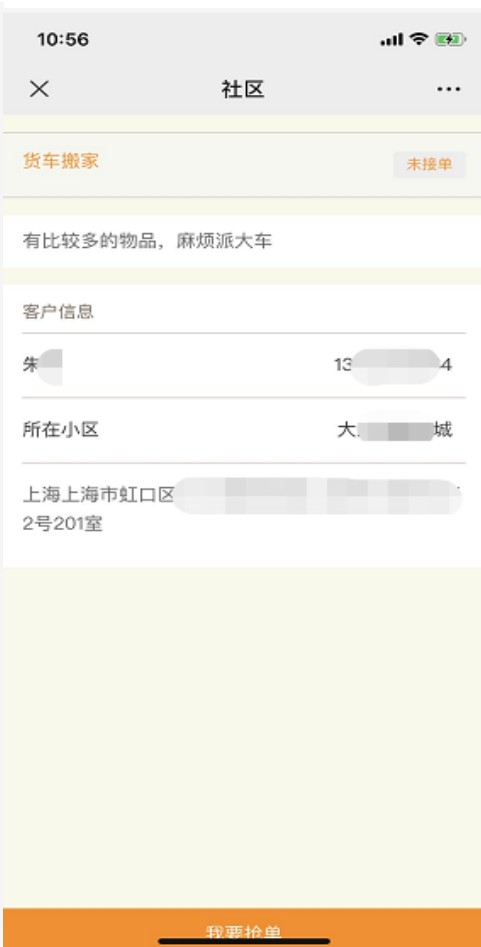 10:56
社区
货车搬家
未接单
有比较多的物品，麻烦派大车
客户信息
朱
13 4
所在小区
大 城
上海上海市虹口区
2号201室
我要抢单